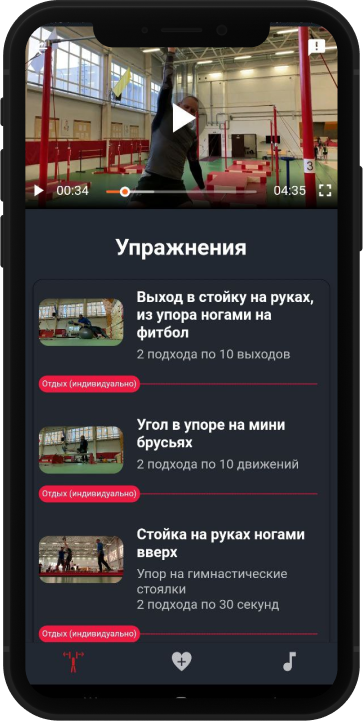 3
00:34
04:35
Упражнения
Выход в стойку на руках,
из упора ногами на
фитбол
2 подхода по 10 выходов
Отдых (индивидуально)
Угол в упоре на мини
брусьях
2 подхода по 10 движений
Отдых (индивидуально)
Стойка на руках ногами
вверх
Упор на гимнастические
стоялки
2 подхода по 30 секунд
Отдых (индивидуально)